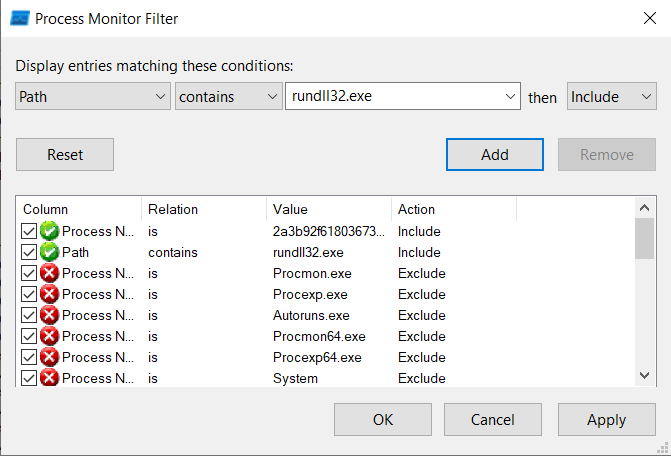 Process Monitor Filter
Display entries matching these conditions:
Path contains rundll32.exe then Include
Reset Add Remove
Column Relation Value Action
Process N... is 2a3b92f61803673... Include
Path contains rundll32.exe Include
Process N... is Procmon.exe Exclude
Process N... is Procexp.exe Exclude
Process N... is Autoruns.exe Exclude
Process N... is Procmon64.exe Exclude
Process N... is Procexp64.exe Exclude
Process N... is System Exclude
OK Cancel Apply